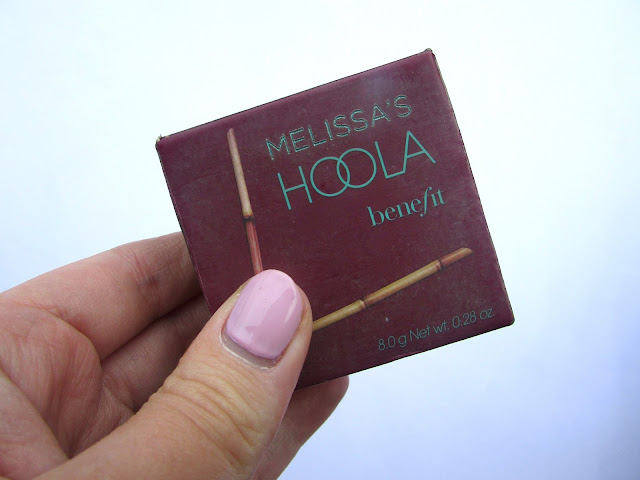 MELISSA'S
HOOLA
benefit
8.0 g Net wt. 0.28 oz.